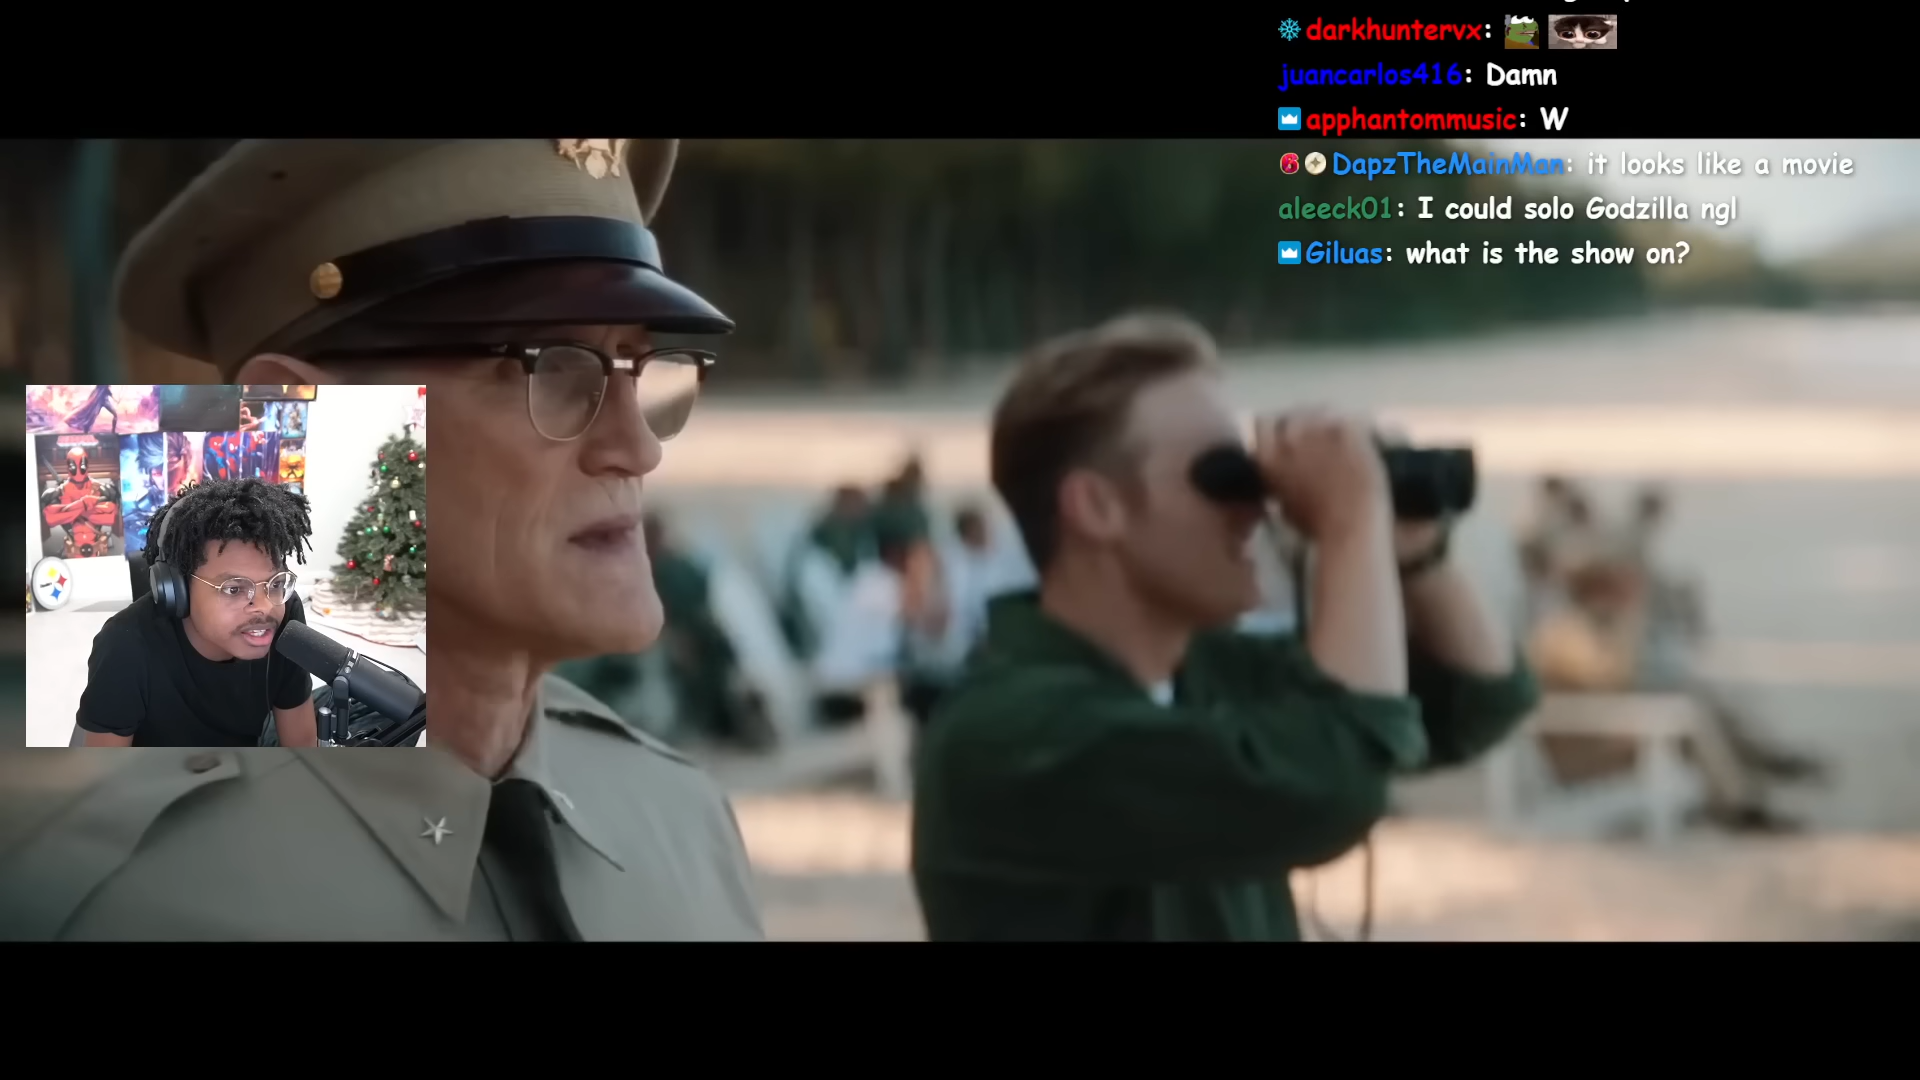 darkhuntervx:
juancarlos416: Damn
apphantommusic: W
DapzTheMainMan: it looks like a movie
aleeck01: I could solo Godzilla ngl
Giluas: what is the show on?